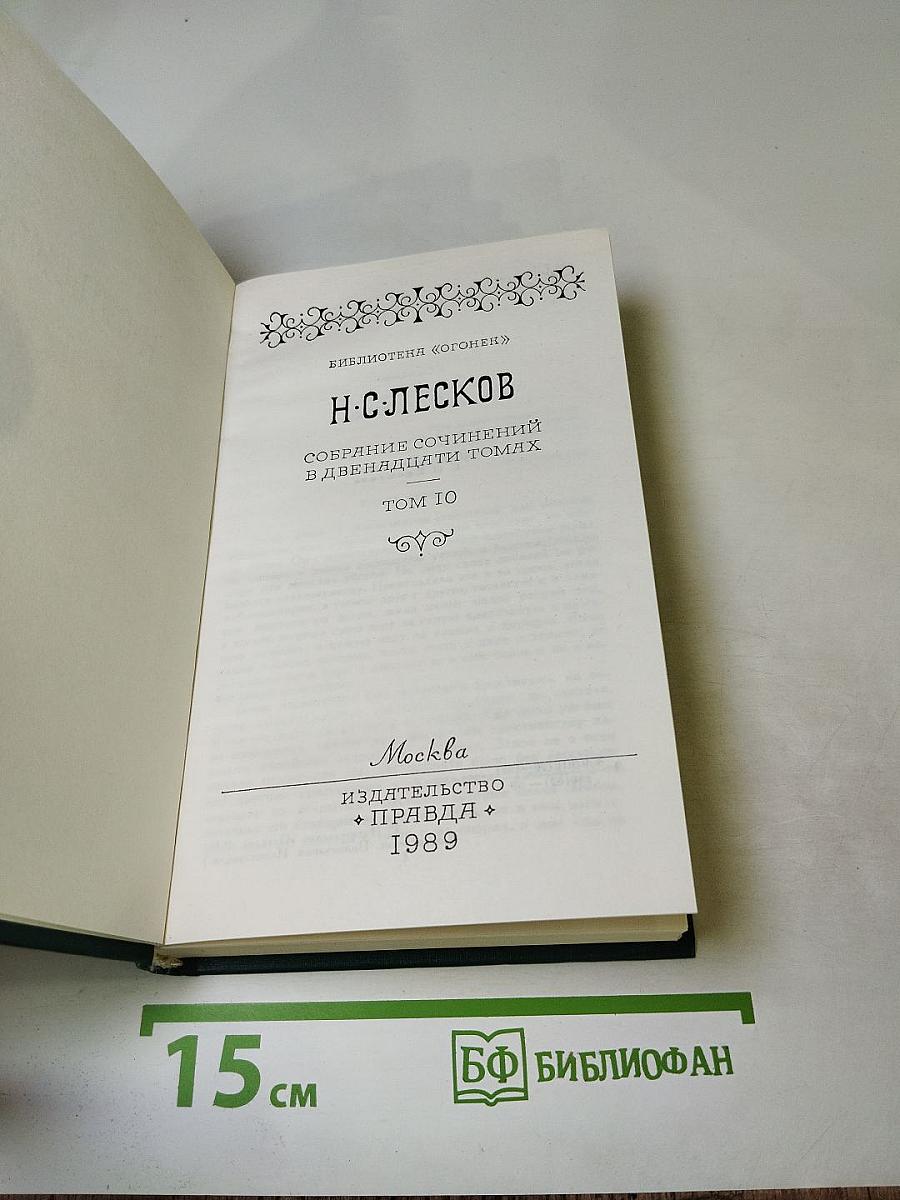 БИБЛИОТЕКА «ОГОНЕК»
Н·С·ЛЕСКОВ
СОБРАНИЕ СОЧИНЕНИЙ
В ДВЕНАДЦАТИ ТОМАХ
ТОМ 10
Москва
ИЗДАТЕЛЬСТВО
ПРАВДА
1989
15 см
БФ БИБЛИОФАН